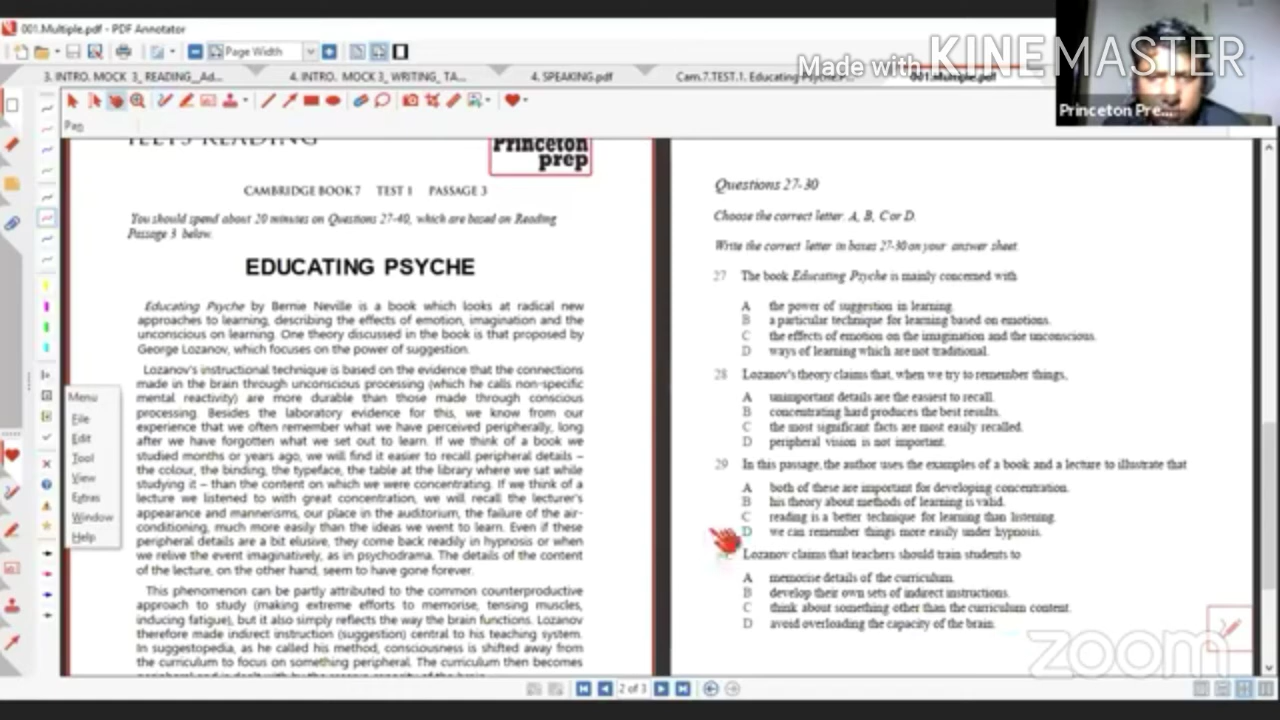 001.Multiple.pdf - PDF Annotator
Made with KINEMASTER
Page Width
3. INTRO. MOCK 3_ READING_Ad...
4. INTRO. MOCK 3_ WRITING_ TA...
4. SPEAKING.pdf
Cam.7.TEST.1. Educating
001.Multiple.pdf
Princeton Pre...
Pan
IELTS READING
Princeton
prep
CAMBRIDGE BOOK 7 TEST 1 PASSAGE 3
You should spend about 20 minutes on Questions 27-40, which are based on Reading
Passage 3 below.
EDUCATING PSYCHE
Educating Psyche by Bernie Neville is a book which looks at radical new
approaches to learning, describing the effects of emotion, imagination and the
unconscious on learning. One theory discussed in the book is that proposed by
George Lozanov, which focuses on the power of suggestion.
Lozanov's instructional technique is based on the evidence that the connections
made in the brain through unconscious processing (which he calls non-specific
mental reactivity) are more durable than those made through conscious
processing. Besides the laboratory evidence for this, we know from our
experience that we often remember what we have perceived peripherally, long
after we have forgotten what we set out to learn. If we think of a book we
studied months or years ago, we will find it easier to recall peripheral details –
the colour, the binding, the typeface, the table at the library where we sat while
studying it – than the content on which we were concentrating. If we think of a
lecture we listened to with great concentration, we will recall the lecturer's
appearance and mannerisms, our place in the auditorium, the failure of the air-
conditioning, much more easily than the ideas we went to learn. Even if these
peripheral details are a bit elusive, they come back readily in hypnosis or when
we relive the event imaginatively, as in psychodrama. The details of the content
of the lecture, on the other hand, seem to have gone forever.
This phenomenon can be partly attributed to the common counterproductive
approach to study (making extreme efforts to memorise, tensing muscles,
inducing fatigue), but it also simply reflects the way the brain functions. Lozanov
therefore made indirect instruction (suggestion) central to his teaching system.
In suggestopedia, as he called his method, consciousness is shifted away from
the curriculum to focus on something peripheral. The curriculum then becomes
peripheral and is dealt with by the reserve capacity of the brain.
Menu
File
Edit
Tool
View
Extras
Window
Help
Questions 27-30
Choose the correct letter. A, B, C or D.
Write the correct letter in boxes 27-30 on your answer sheet.
27 The book Educating Psyche is mainly concerned with
A the power of suggestion in learning.
B a particular technique for learning based on emotions.
C the effects of emotion on the imagination and the unconscious.
D ways of learning which are not traditional.
28 Lozanov's theory claims that, when we try to remember things,
A unimportant details are the easiest to recall.
B concentrating hard produces the best results.
C the most significant facts are most easily recalled.
D peripheral vision is not important.
29 In this passage, the author uses the examples of a book and a lecture to illustrate that
A both of these are important for developing concentration.
B his theory about methods of learning is valid.
C reading is a better technique for learning than listening.
D we can remember things more easily under hypnosis.
Lozanov claims that teachers should train students to
A memorise details of the curriculum.
B develop their own sets of indirect instructions.
C think about something other than the curriculum content.
D avoid overloading the capacity of the brain.
zoom
2 of 3